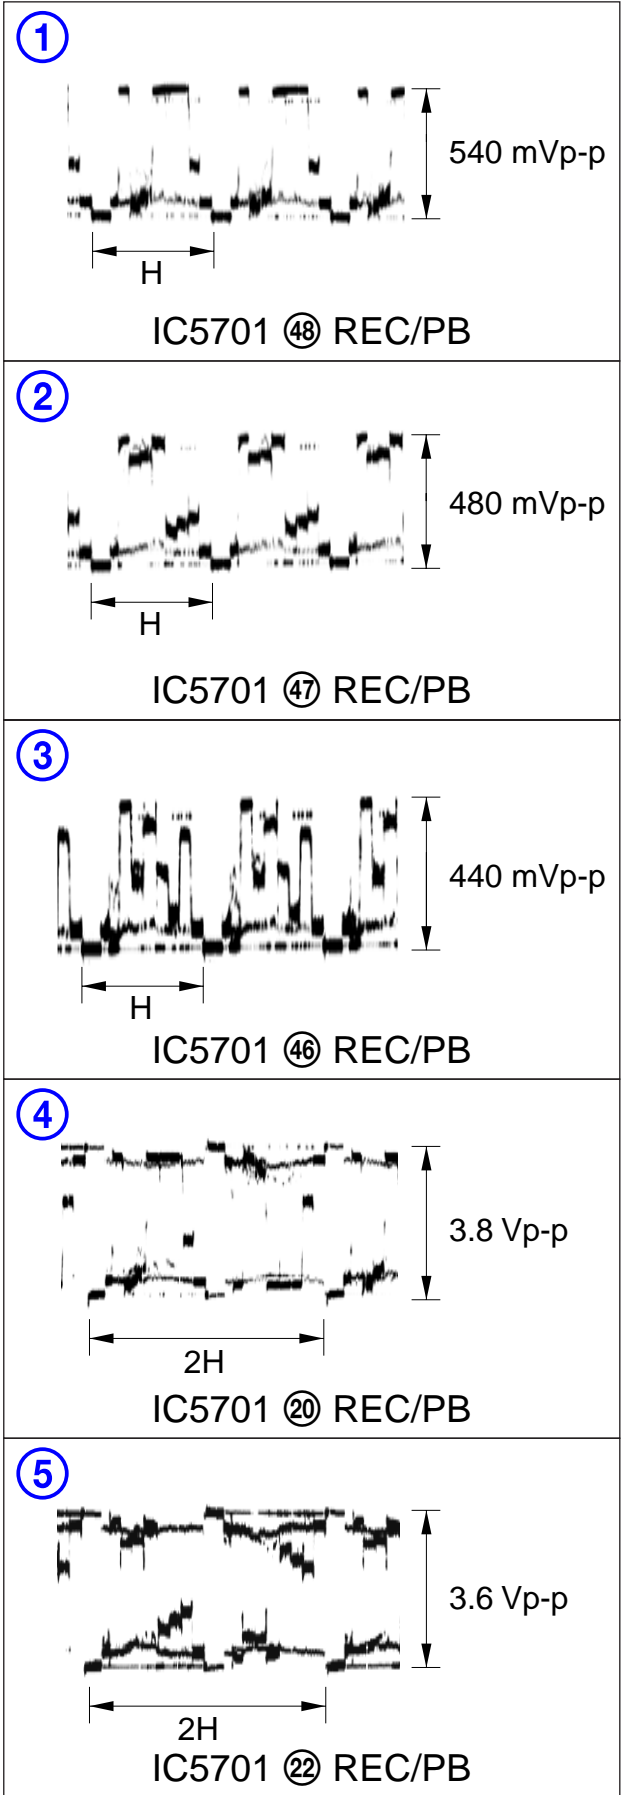 ①
540 mVp-p
H
IC5701 ㊽ REC/PB
②
480 mVp-p
H
IC5701 ㊼ REC/PB
③
440 mVp-p
H
IC5701 ㊻ REC/PB
④
3.8 Vp-p
2H
IC5701 ⑳ REC/PB
⑤
3.6 Vp-p
2H
IC5701 ㉒ REC/PB